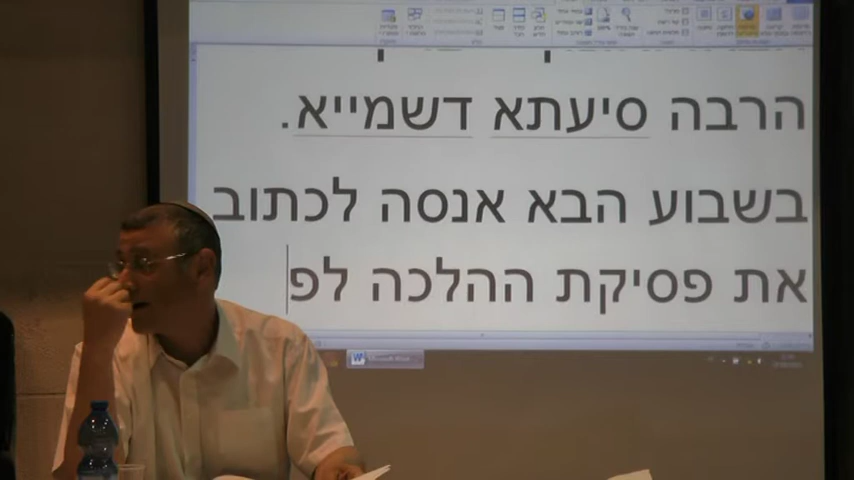 הרבה סיעתא דשמייא.
בשבוע הבא אנסה לכתוב
את פסיקת ההלכה לפ